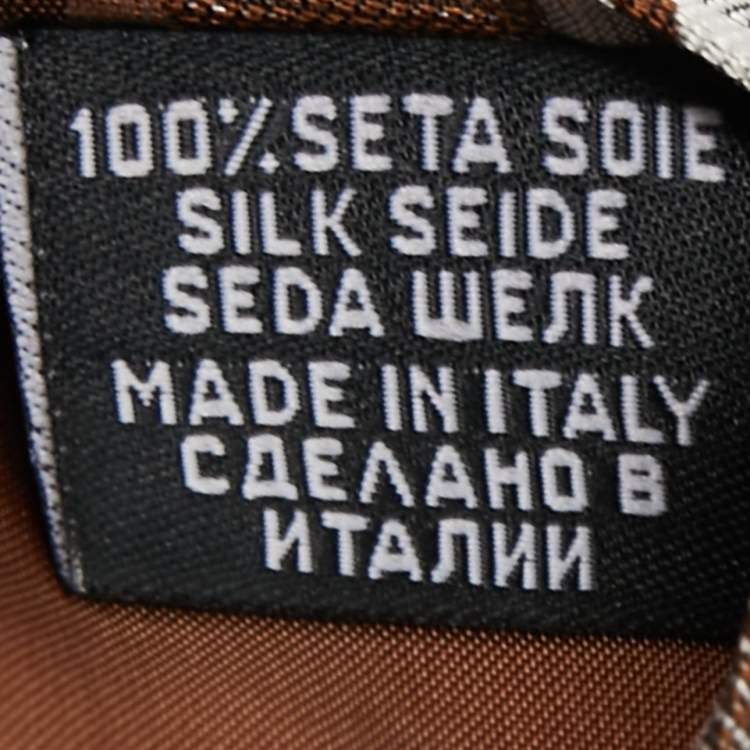 100% SETA SOIE
SILK SEIDE
SEDA ШЕЛК
MADE IN ITALY
СДЕЛАНО В
ИТАЛИИ